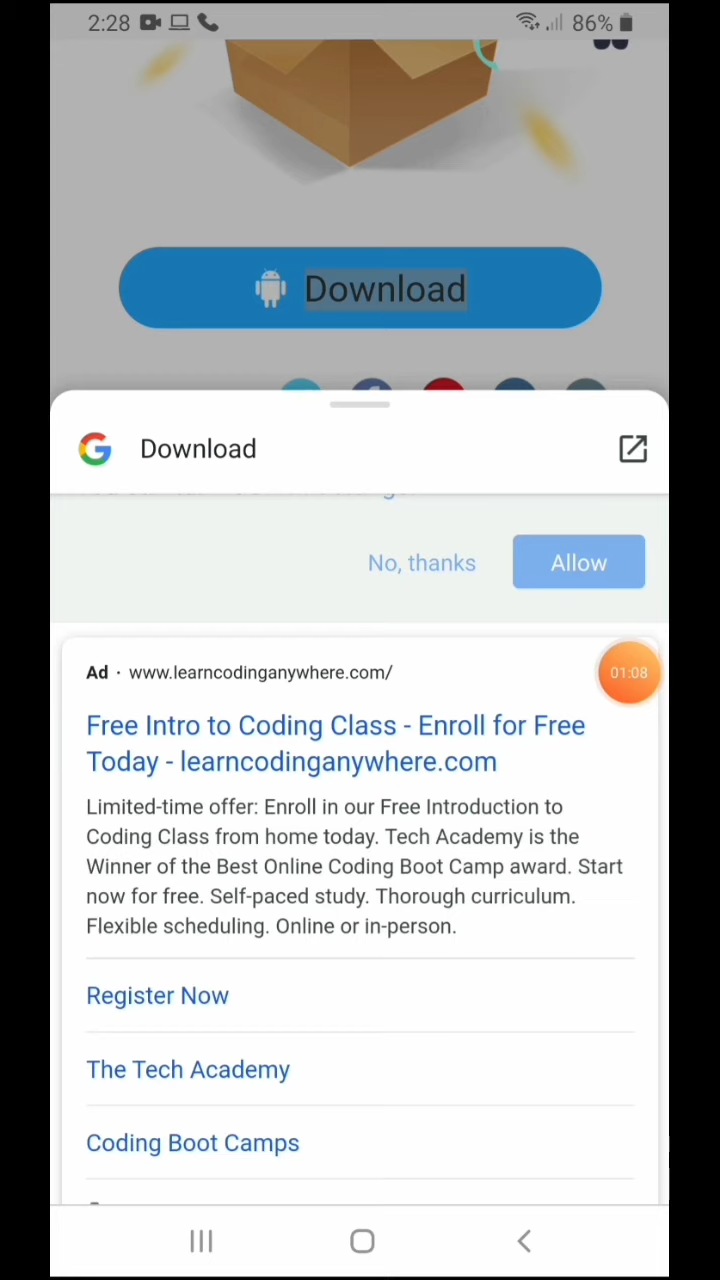 2:28
86%
Download
Download
No, thanks
Allow
Ad · www.learncodinganywhere.com/
01:08
Free Intro to Coding Class - Enroll for Free
Today - learncodinganywhere.com
Limited-time offer: Enroll in our Free Introduction to
Coding Class from home today. Tech Academy is the
Winner of the Best Online Coding Boot Camp award. Start
now for free. Self-paced study. Thorough curriculum.
Flexible scheduling. Online or in-person.
Register Now
The Tech Academy
Coding Boot Camps